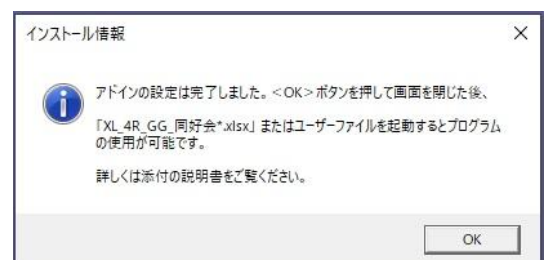 インストール情報
アドインの設定は完了しました。<OK>ボタンを押して画面を閉じた後、
「XL_4R_GG_同好会*.xlsx」またはユーザーファイルを起動するとプログラム
の使用が可能です。
詳しくは添付の説明書をご覧ください。
OK